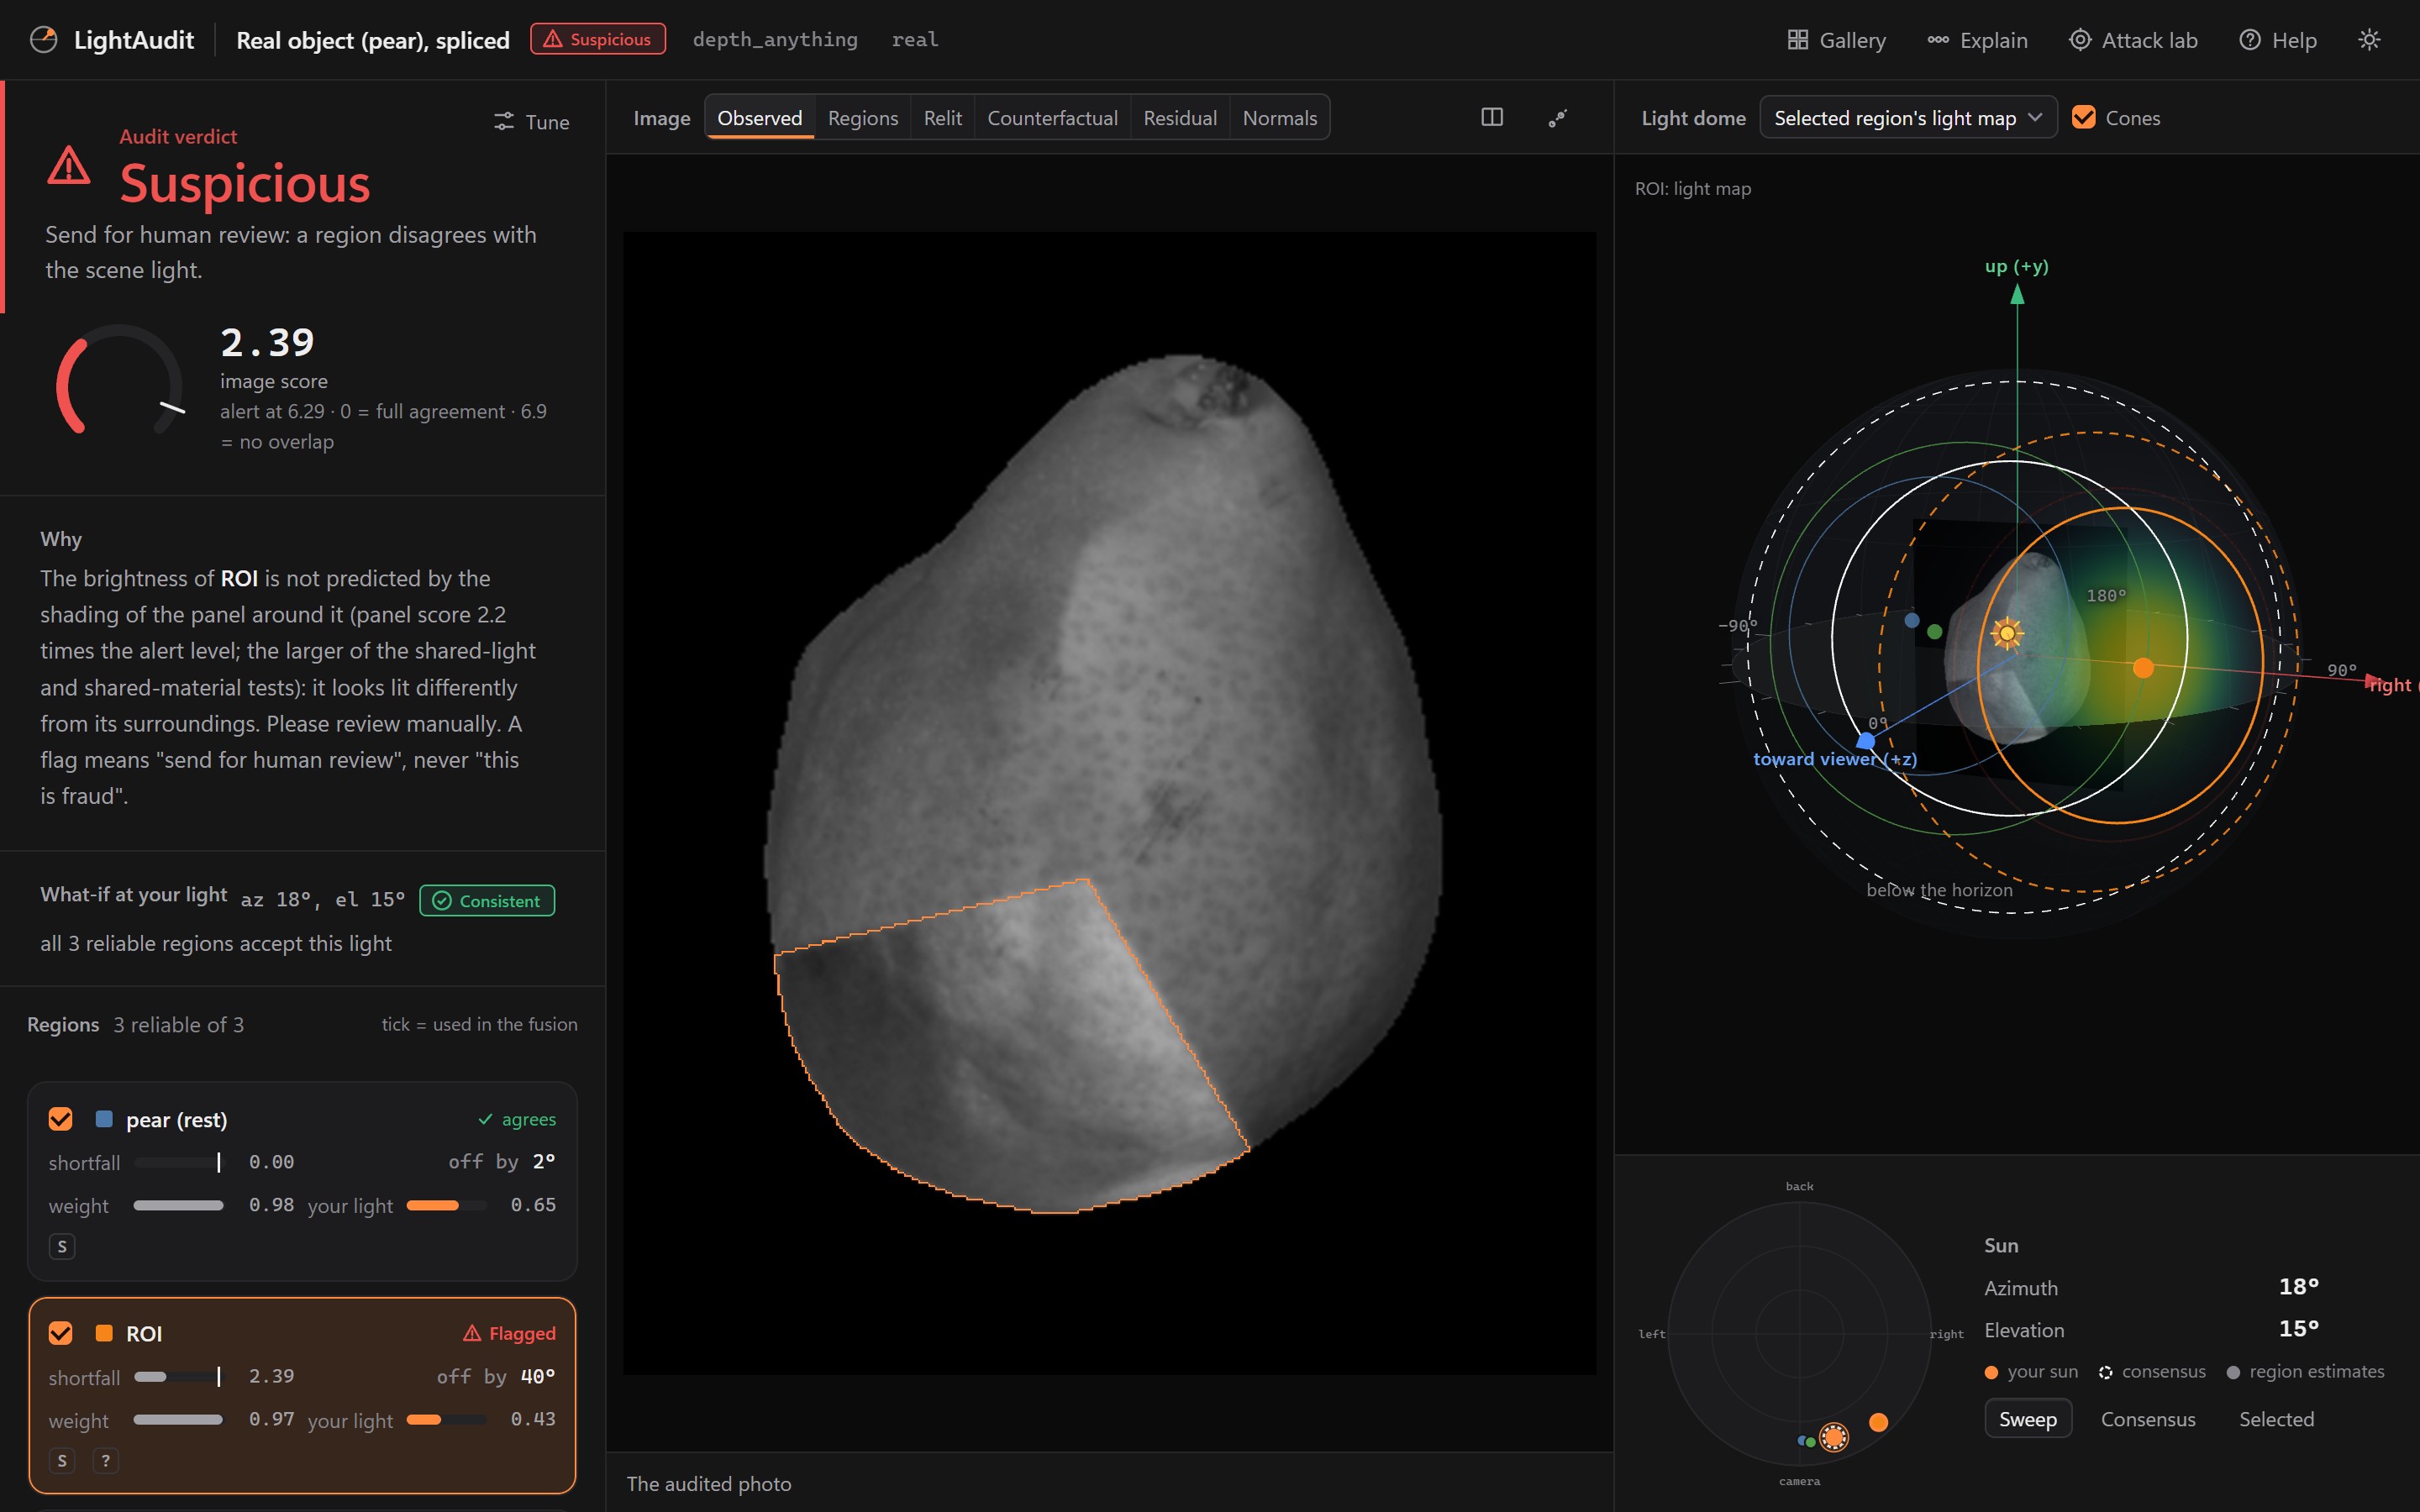 LightAudit
Real object (pear), spliced
Suspicious
depth_anything
real
Gallery
Explain
Attack lab
Help
Tune
Audit verdict
Suspicious
Send for human review: a region disagrees with
the scene light.
2.39
image score
alert at 6.29 · 0 = full agreement · 6.9
= no overlap
Why
The brightness of ROI is not predicted by the
shading of the panel around it (panel score 2.2
times the alert level; the larger of the shared-light
and shared-material tests): it looks lit differently
from its surroundings. Please review manually. A
flag means "send for human review", never "this
is fraud".
What-if at your light az 18°, el 15° Consistent
all 3 reliable regions accept this light
Regions 3 reliable of 3 tick = used in the fusion
pear (rest) agrees
shortfall 0.00 off by 2°
weight 0.98 your light 0.65
S
ROI Flagged
shortfall 2.39 off by 40°
weight 0.97 your light 0.43
S ?
Image Observed Regions Relit Counterfactual Residual Normals
The audited photo
Light dome Selected region's light map Cones
ROI: light map
up (+y)
180°
-90°
90°
right (
0°
toward viewer (+z)
below the horizon
back
left
right
camera
Sun
Azimuth 18°
Elevation 15°
your sun consensus region estimates
Sweep Consensus Selected